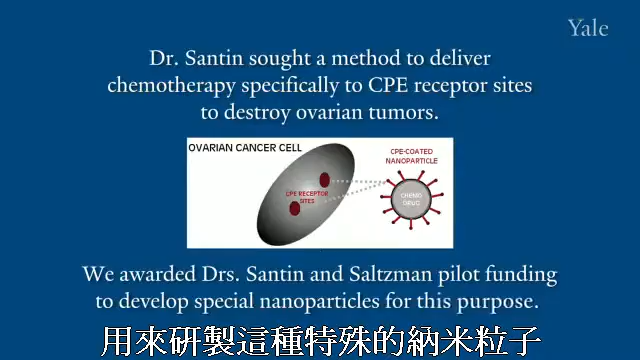 Yale
Dr. Santin sought a method to deliver
chemotherapy specifically to CPE receptor sites
to destroy ovarian tumors.
OVARIAN CANCER CELL
CPE-COATED
NANOPARTICLE
CPE RECEPTOR
SITES
CHEMO
DRUG
We awarded Drs. Santin and Saltzman pilot funding
to develop special nanoparticles for this purpose.
用來研製這種特殊的納米粒子